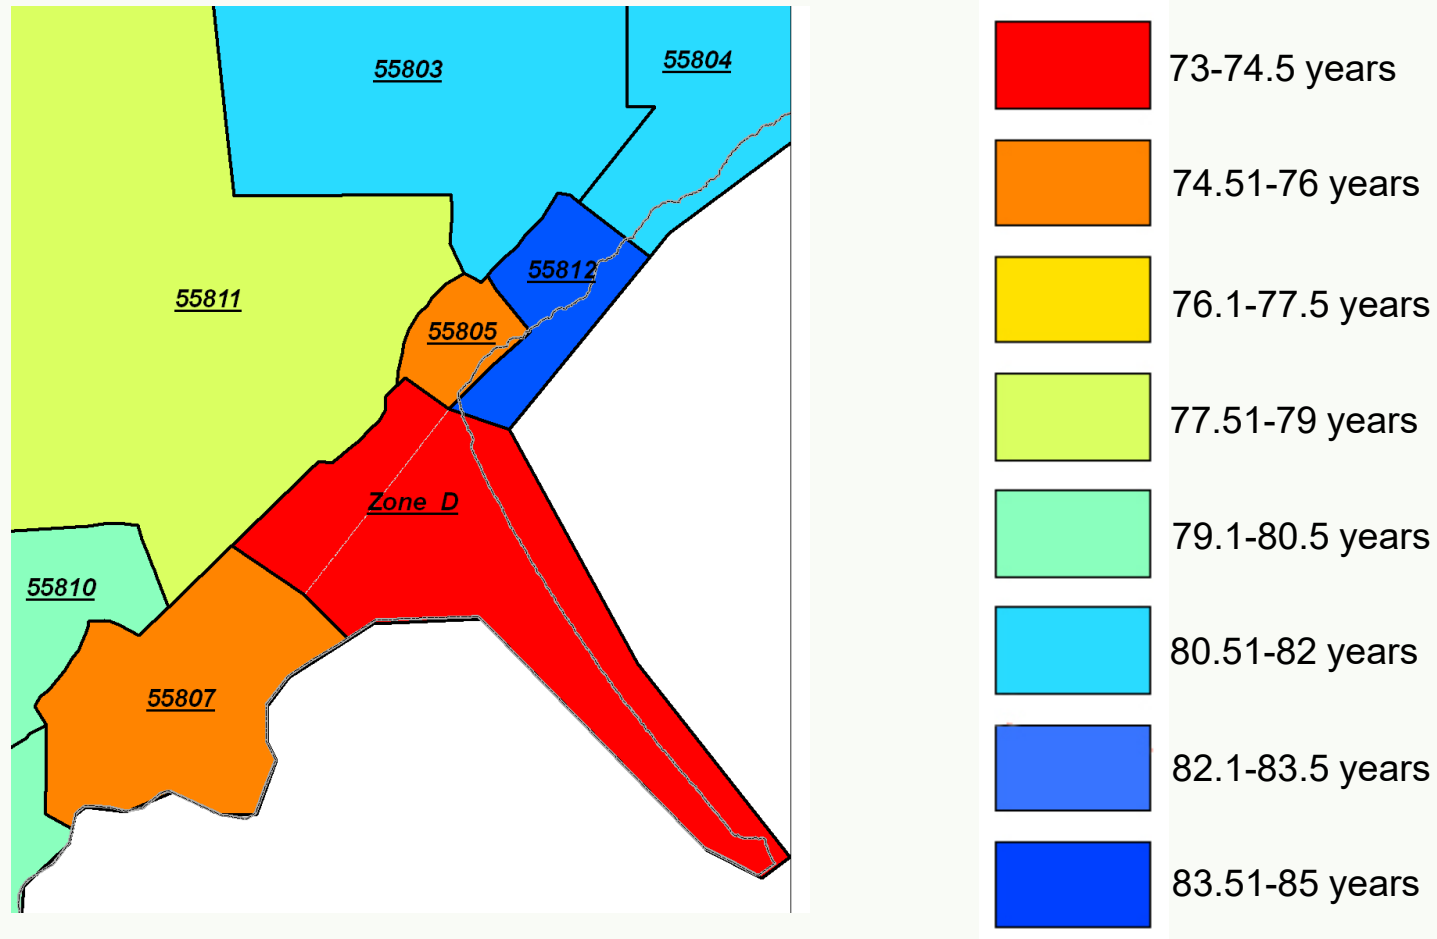 55803
55804
55811
55812
55805
Zone D
55810
55807
73-74.5 years
74.51-76 years
76.1-77.5 years
77.51-79 years
79.1-80.5 years
80.51-82 years
82.1-83.5 years
83.51-85 years